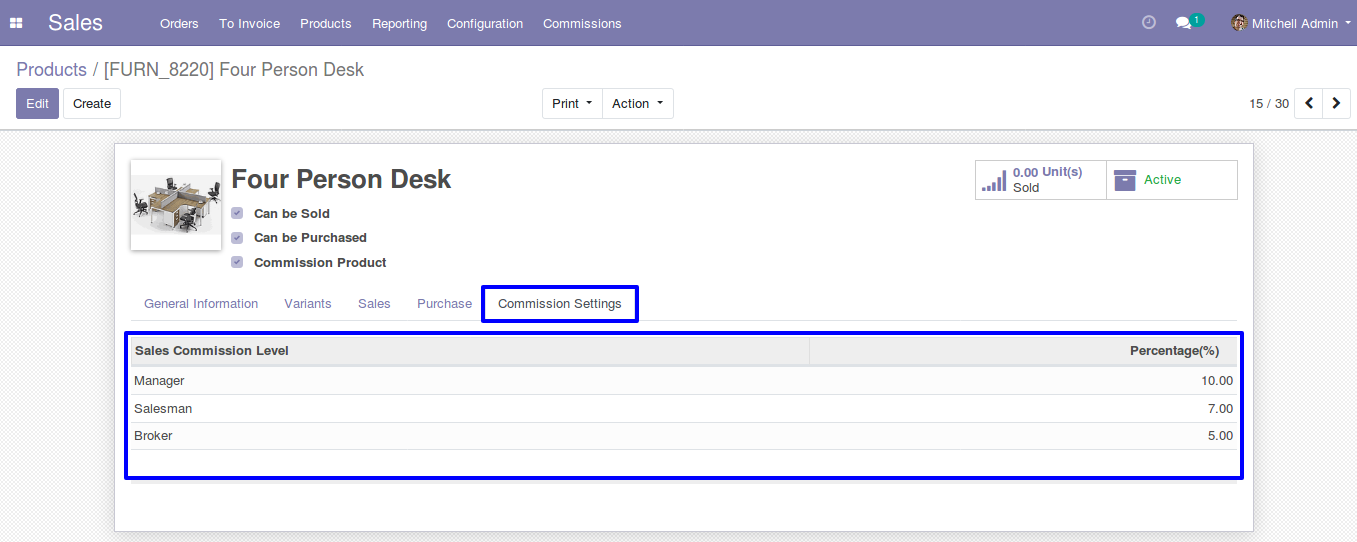 Sales Orders To Invoice Products Reporting Configuration Commissions 1 Mitchell Admin
Products / [FURN_8220] Four Person Desk
Edit Create Print Action 15 / 30
Four Person Desk
0.00 Unit(s)
Sold
Active
Can be Sold
Can be Purchased
Commission Product
General Information Variants Sales Purchase Commission Settings
Sales Commission Level Percentage(%)
Manager 10.00
Salesman 7.00
Broker 5.00